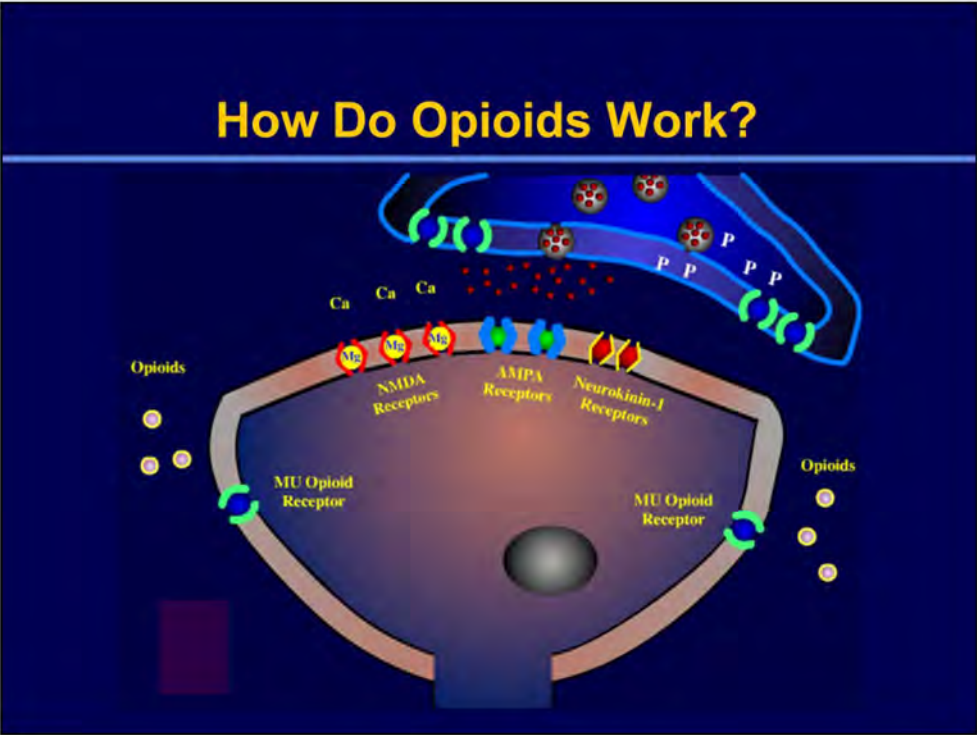 How Do Opioids Work?
P
P P
P P
Ca Ca Ca
Mg Mg Mg
Opioids
NMDA
Receptors
AMPA
Receptors
Neurokinin-1
Receptors
MU Opioid
Receptor
Opioids
MU Opioid
Receptor